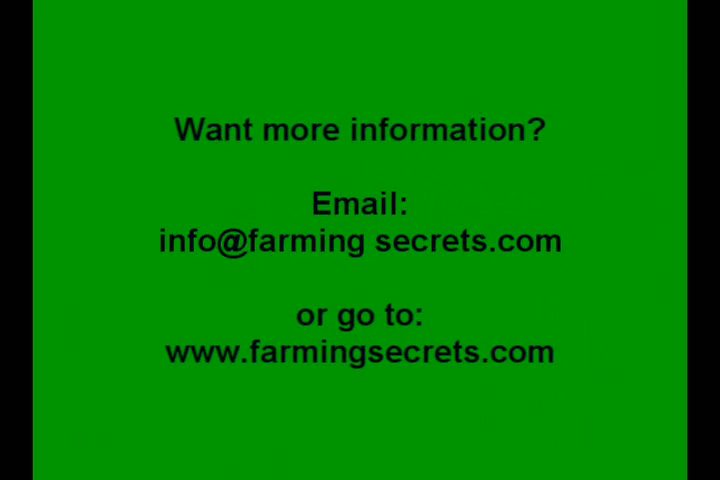 Want more information?
Email:
info@farming secrets.com
or go to:
www.farmingsecrets.com